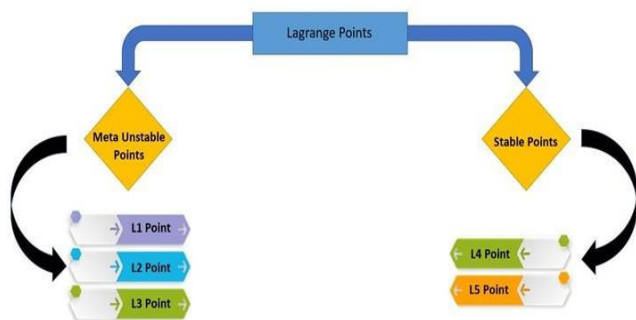 Lagrange Points
Meta Unstable
Points
Stable Points
L1 Point
L2 Point
L3 Point
L4 Point
L5 Point